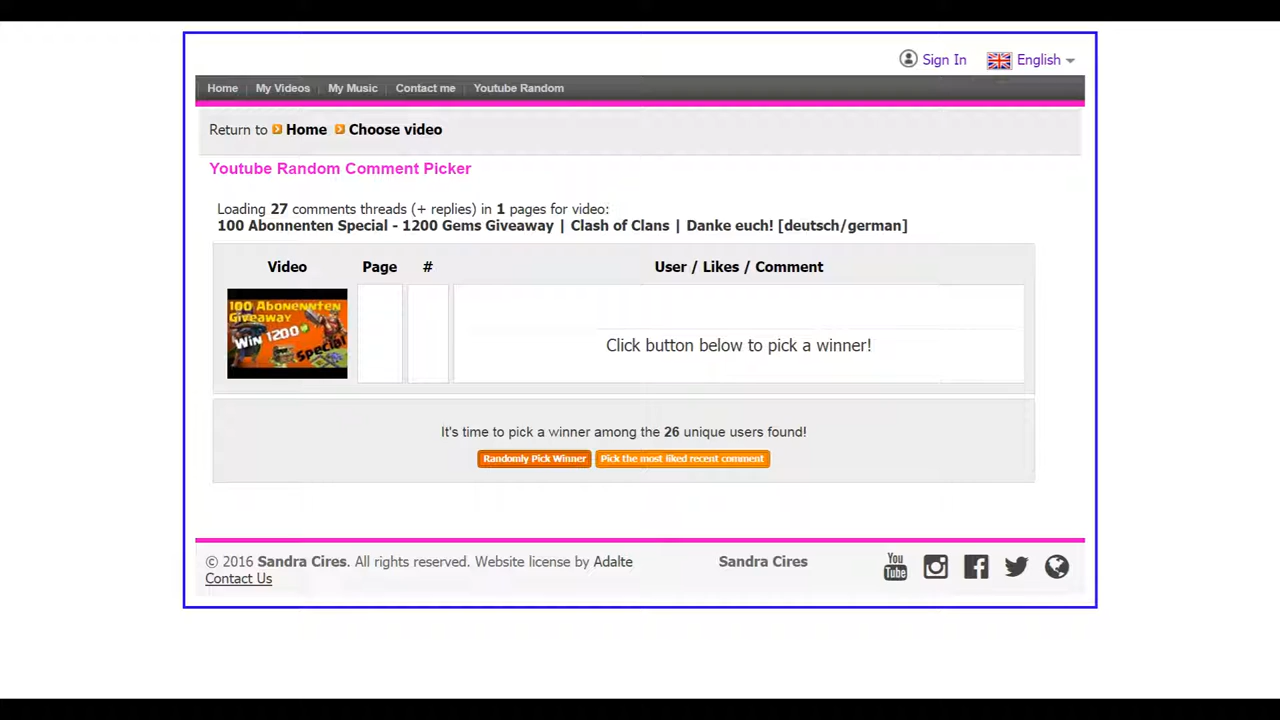 Sign In English
Home My Videos My Music Contact me Youtube Random
Return to Home Choose video
Youtube Random Comment Picker
Loading 27 comments threads (+ replies) in 1 pages for video:
100 Abonnenten Special - 1200 Gems Giveaway | Clash of Clans | Danke euch! [deutsch/german]
Video Page # User / Likes / Comment
100 Abonennten
Giveaway
Win 1200
Special
Click button below to pick a winner!
It's time to pick a winner among the 26 unique users found!
Randomly Pick Winner Pick the most liked recent comment
© 2016 Sandra Cires. All rights reserved. Website license by Adalte Sandra Cires You Tube
Contact Us